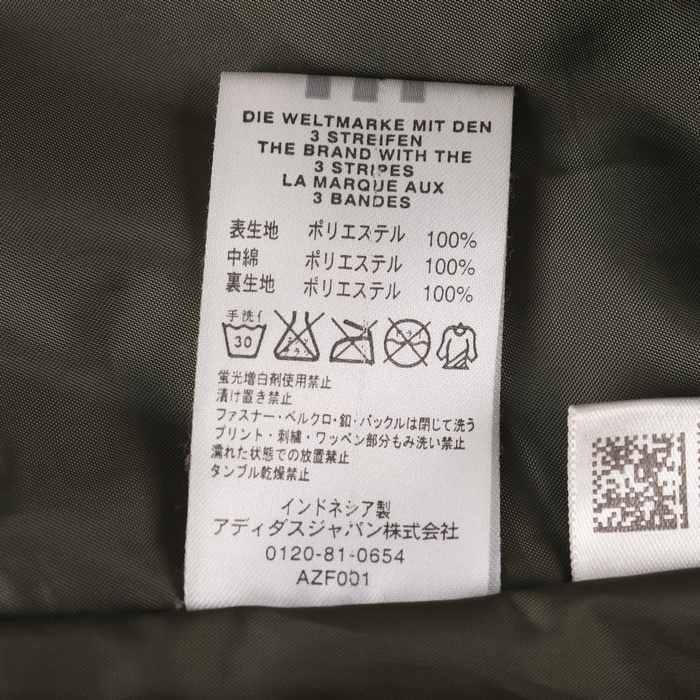 DIE WELTMARKE MIT DEN
3 STREIFEN
THE BRAND WITH THE
3 STRIPES
LA MARQUE AUX
3 BANDES
表生地 ポリエステル 100%
中綿 ポリエステル 100%
裏生地 ポリエステル 100%
手洗イ
30
蛍光増白剤使用禁止
漬け置き禁止
ファスナー・ベルクロ・釦・バックルは閉じて洗う
プリント・刺繍・ワッペン部分もみ洗い禁止
濡れた状態での放置禁止
タンブル乾燥禁止
インドネシア製
アディダスジャパン株式会社
0120-81-0654
AZF001